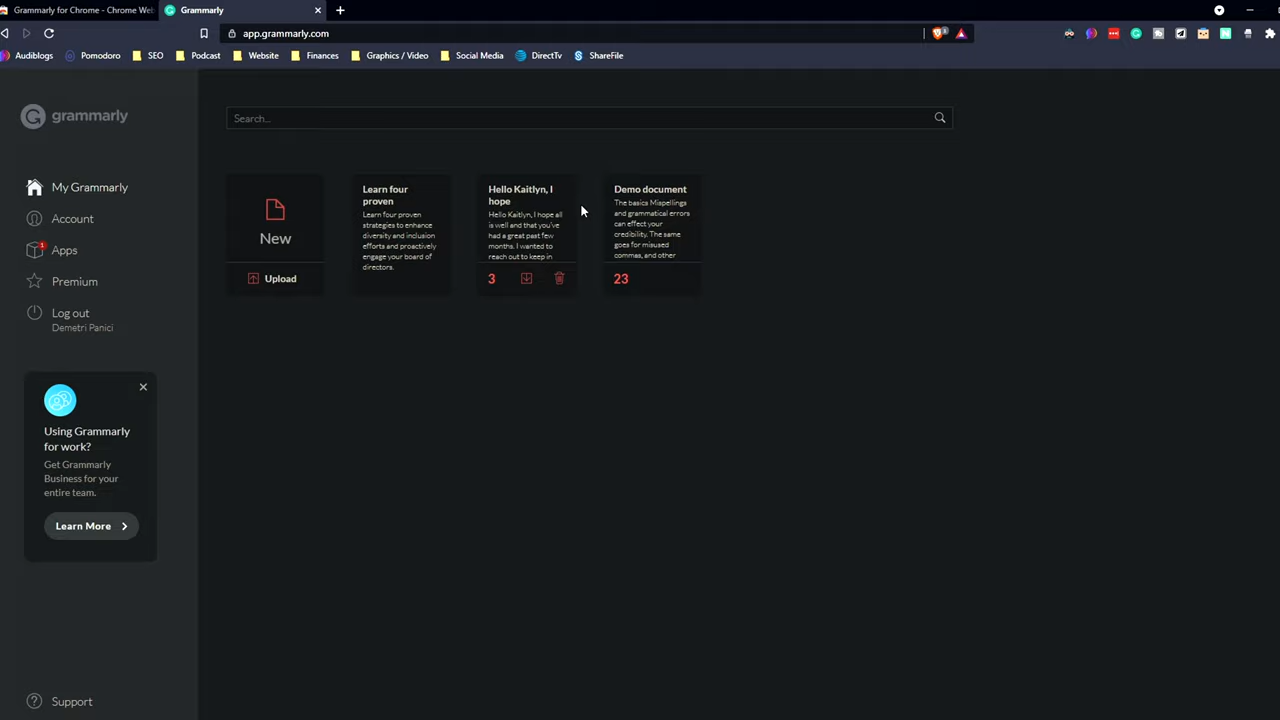 Grammarly for Chrome - Chrome Web
Grammarly
app.grammarly.com
Audiblogs
Pomodoro
SEO
Podcast
Website
Finances
Graphics / Video
Social Media
DirectTv
ShareFile
grammarly
Search...
My Grammarly
Account
1
Apps
Premium
Log out
Demetri Panici
New
Upload
Learn four
proven
Learn four proven
strategies to enhance
diversity and inclusion
efforts and proactively
engage your board of
directors.
Hello Kaitlyn, I
hope
Hello Kaitlyn, I hope all
is well and that you've
had a great past few
months. I wanted to
reach out to keep in
3
Demo document
The basics Mispellings
and grammatical errors
can effect your
credibility. The same
goes for misused
commas, and other
23
Using Grammarly
for work?
Get Grammarly
Business for your
entire team.
Learn More
Support